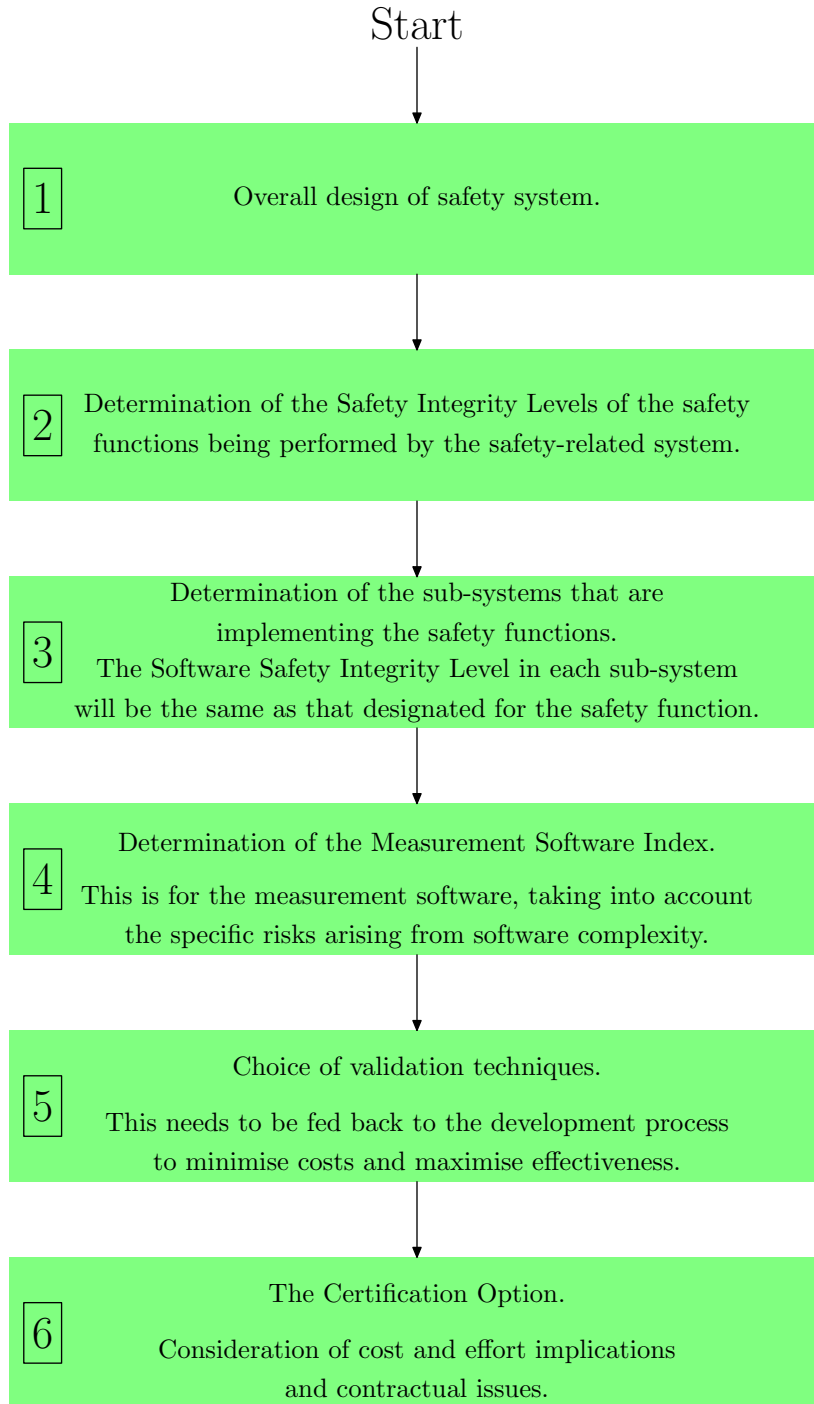 Start
1
Overall design of safety system.
2
Determination of the Safety Integrity Levels of the safety
functions being performed by the safety-related system.
3
Determination of the sub-systems that are
implementing the safety functions.
The Software Safety Integrity Level in each sub-system
will be the same as that designated for the safety function.
4
Determination of the Measurement Software Index.
This is for the measurement software, taking into account
the specific risks arising from software complexity.
5
Choice of validation techniques.
This needs to be fed back to the development process
to minimise costs and maximise effectiveness.
6
The Certification Option.
Consideration of cost and effort implications
and contractual issues.